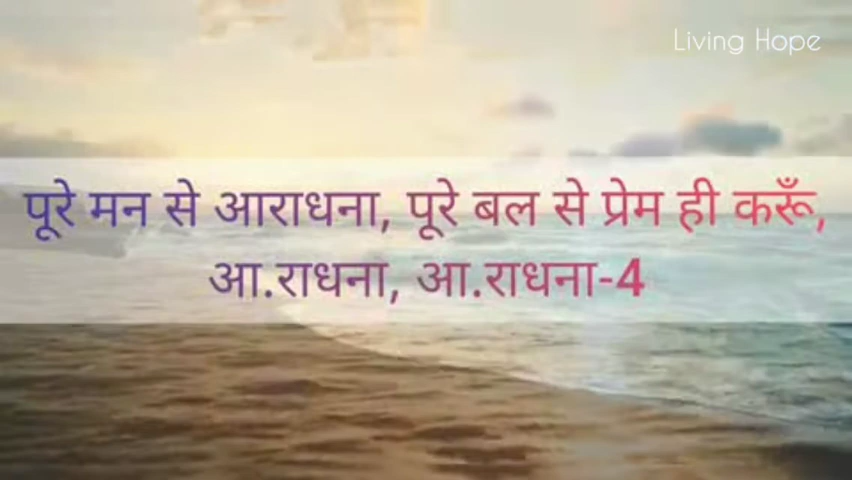 Living Hope
पूरे मन से आराधना, पूरे बल से प्रेम ही करूँ,
आ.राधना, आ.राधना-4